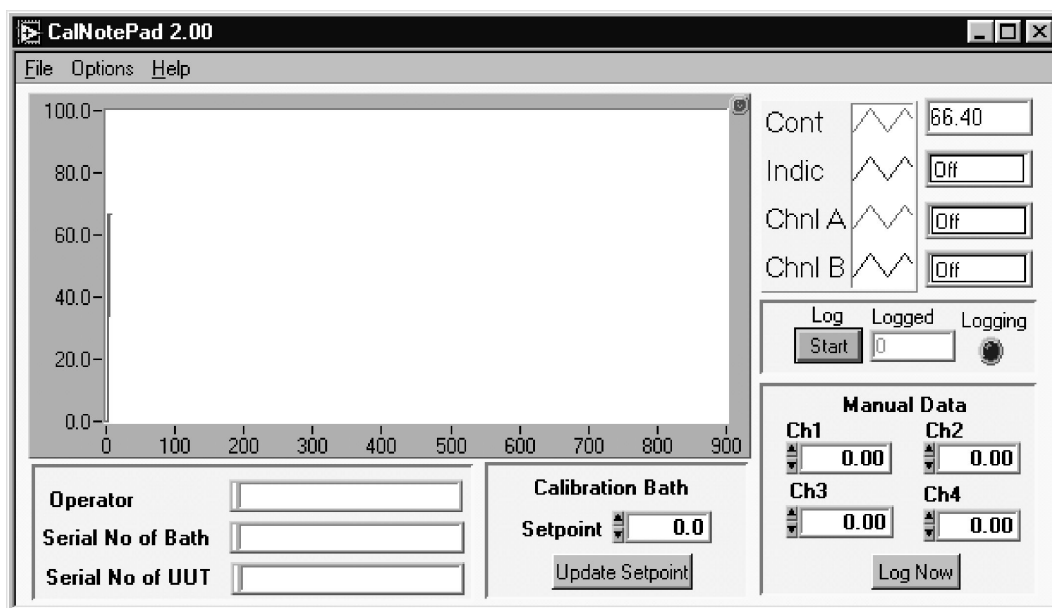 CalNotePad 2.00
File Options Help
100.0
80.0
60.0
40.0
20.0
0.0
0 100 200 300 400 500 600 700 800 900
Cont 66.40
Indic Off
Chnl A Off
Chnl B Off
Log Logged Logging
Start 0
Manual Data
Ch1 Ch2
0.00 0.00
Ch3 Ch4
0.00 0.00
Log Now
Operator
Serial No of Bath
Serial No of UUT
Calibration Bath
Setpoint 0.0
Update Setpoint